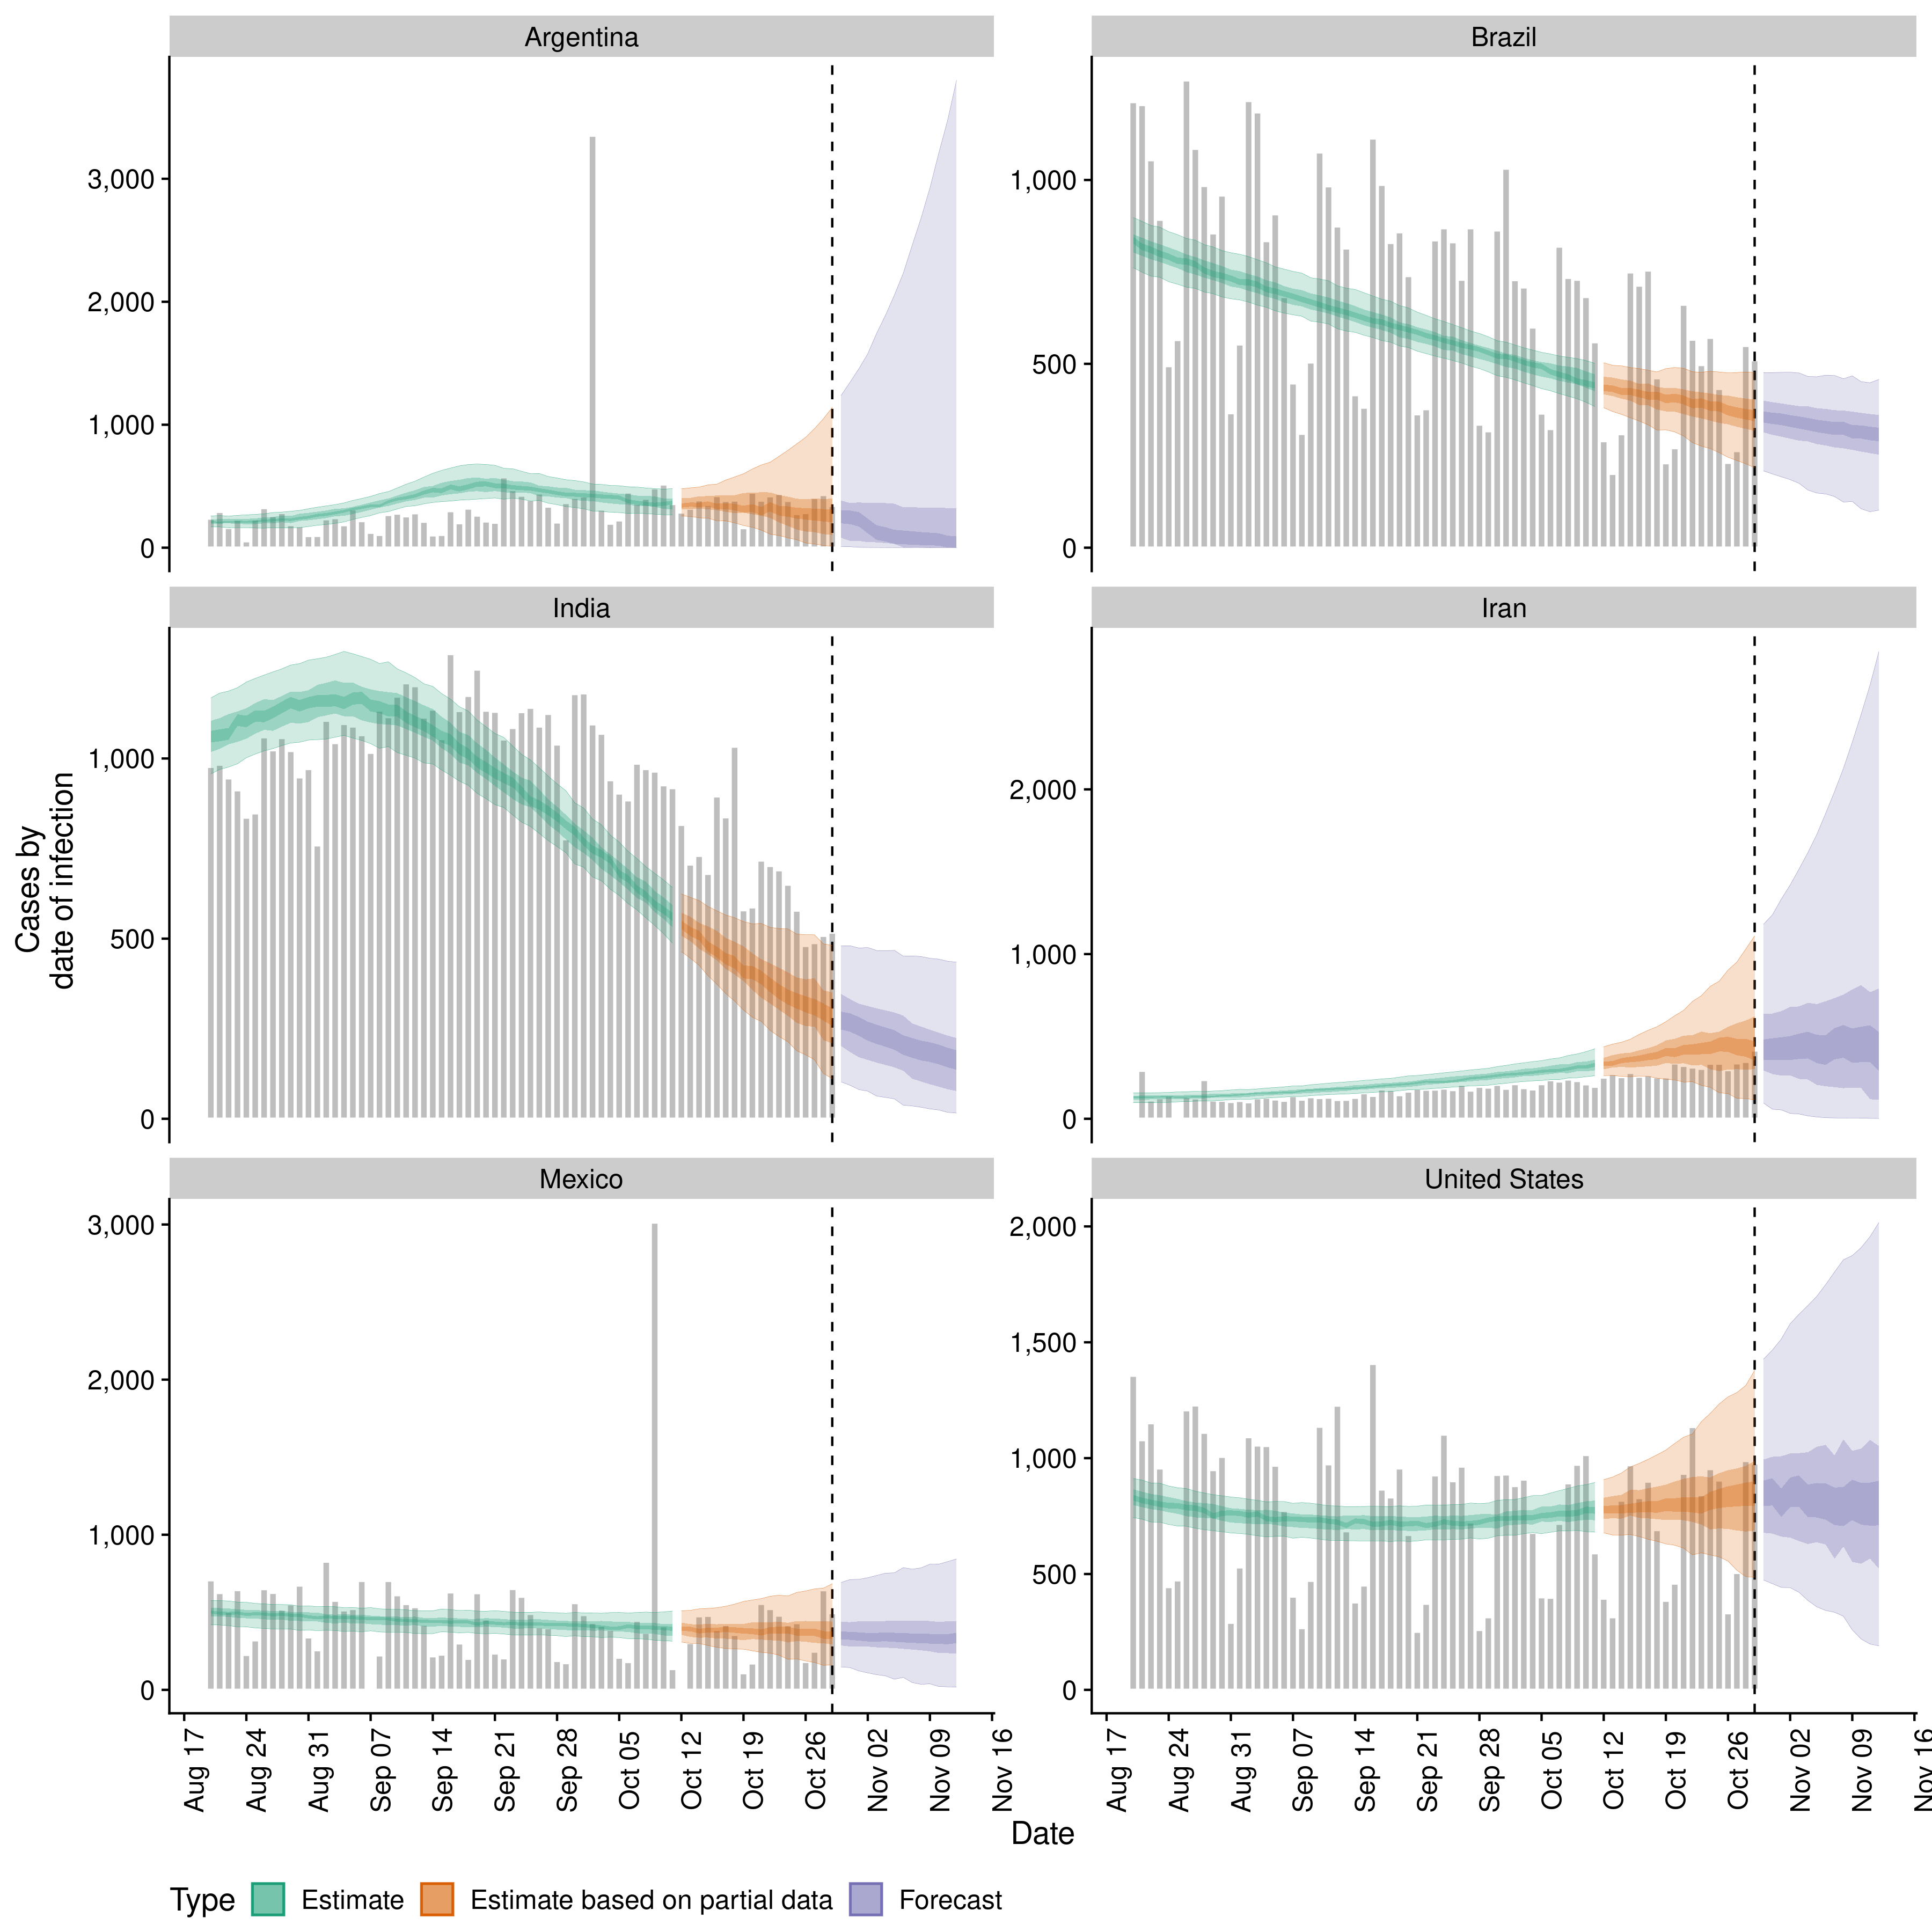 Argentina
Brazil
3,000
2,000
1,000
0
1,000
500
0
India
Iran
1,000
500
0
2,000
1,000
0
Cases by
date of infection
Mexico
United States
3,000
2,000
1,000
0
2,000
1,500
1,000
500
0
Aug 17
Aug 24
Aug 31
Sep 07
Sep 14
Sep 21
Sep 28
Oct 05
Oct 12
Oct 19
Oct 26
Nov 02
Nov 09
Nov 16
Aug 17
Aug 24
Aug 31
Sep 07
Sep 14
Sep 21
Sep 28
Oct 05
Oct 12
Oct 19
Oct 26
Nov 02
Nov 09
Nov 16
Date
Type Estimate Estimate based on partial data Forecast